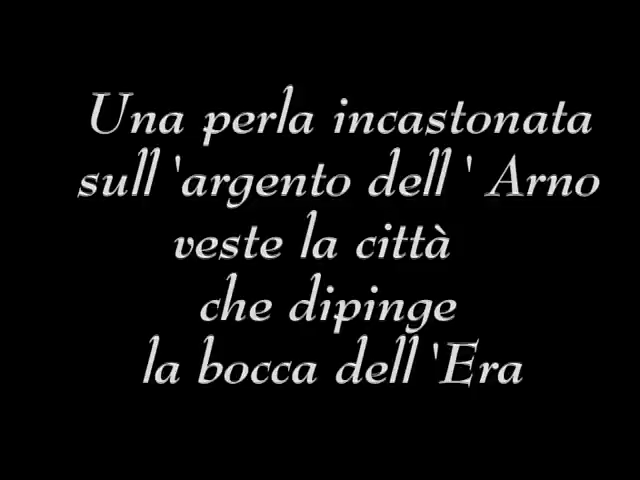 Una perla incastonata
sull 'argento dell ' Arno
veste la città
che dipinge
la bocca dell 'Era